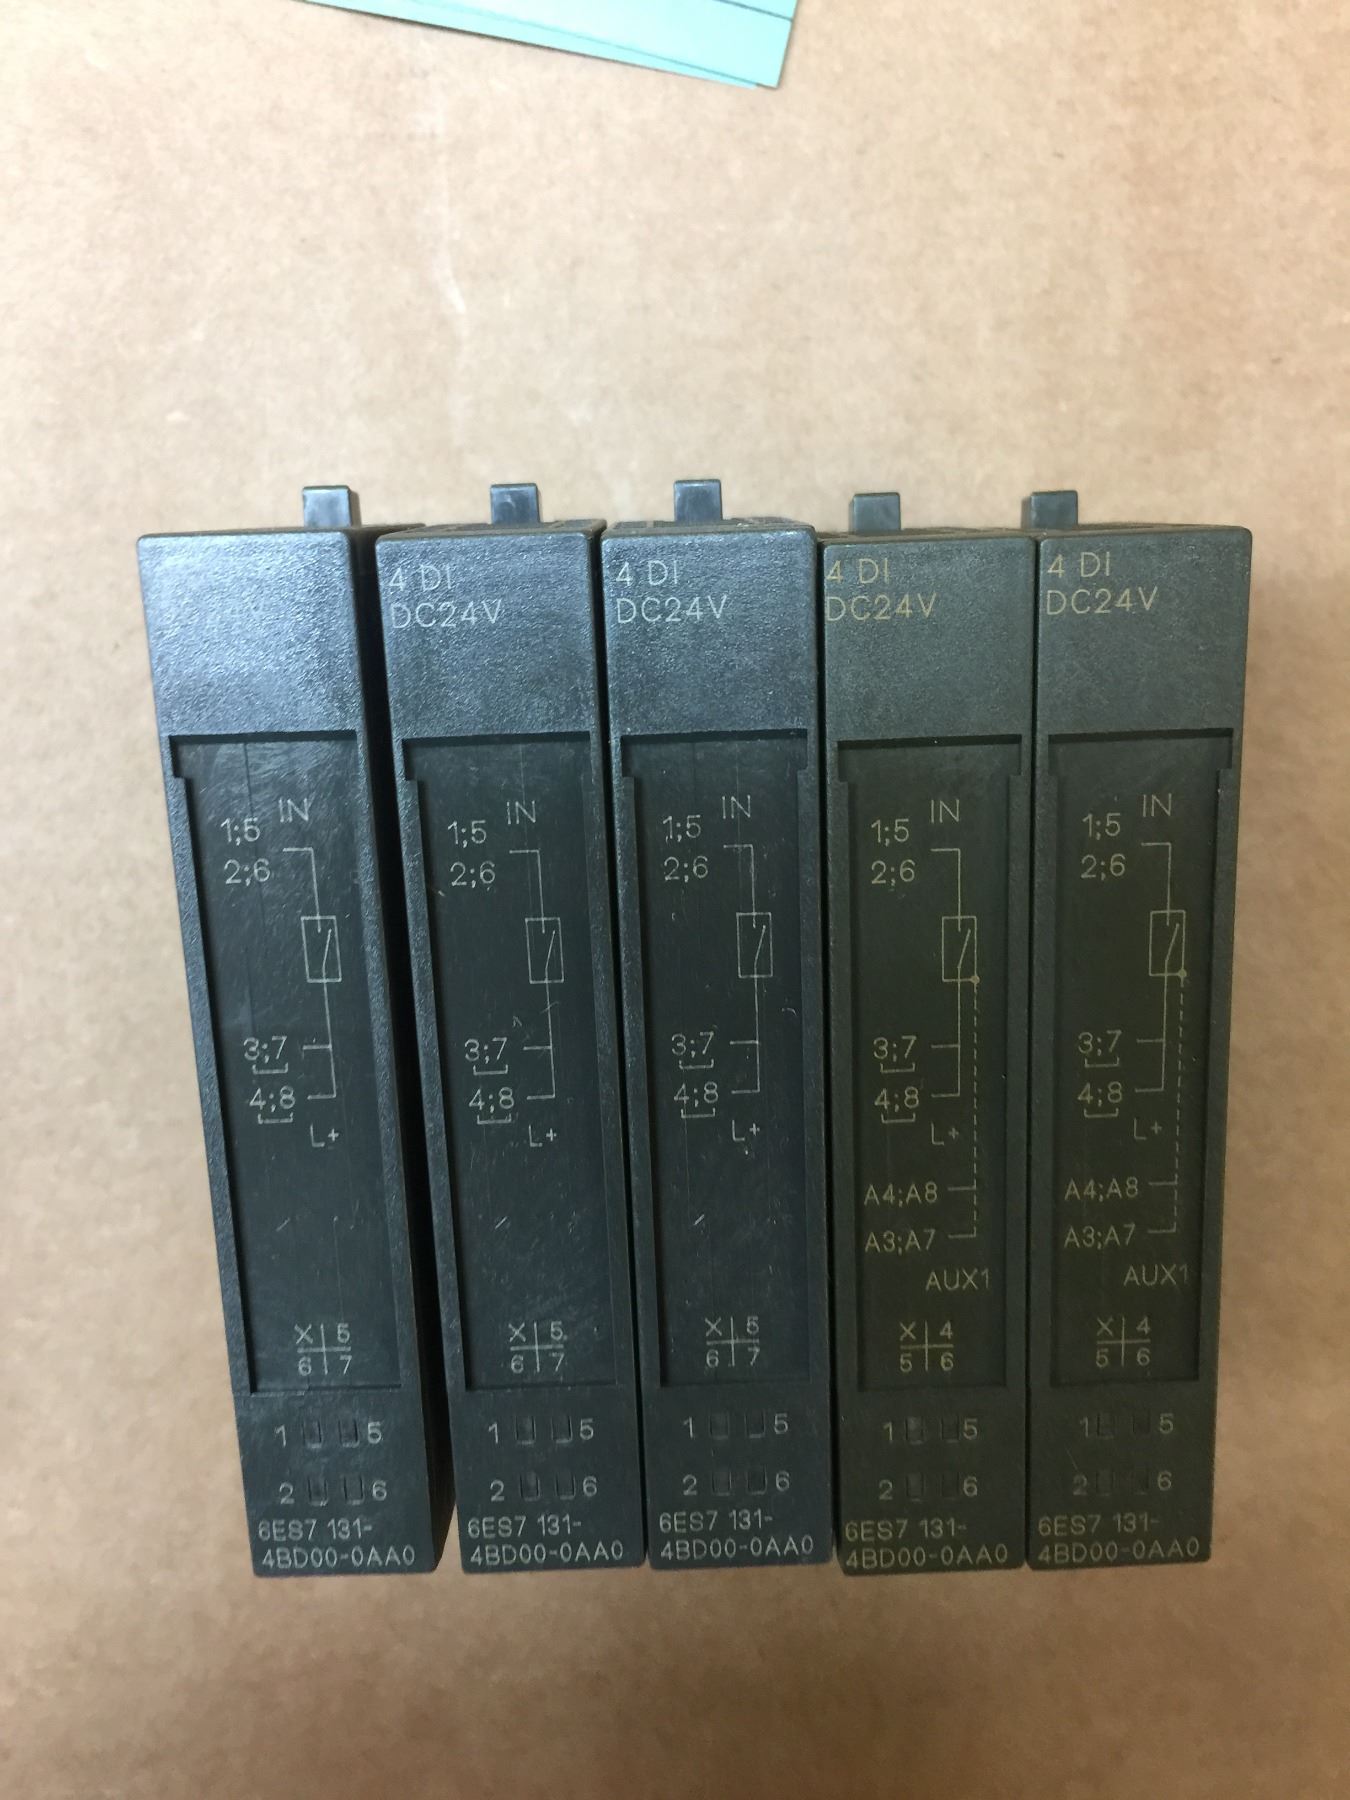 IN
1;5
2;6
3;7
4;8
L+
X 5
6 7
1 5
2 6
6ES7 131-
4BD00-0AA0
4 DI
DC24V
IN
1;5
2;6
3;7
4;8
L+
X 5
6 7
1 5
2 6
6ES7 131-
4BD00-0AA0
4 DI
DC24V
IN
1;5
2;6
3;7
4;8
L+
X 5
6 7
1 5
2 6
6ES7 131-
4BD00-0AA0
4 DI
DC24V
IN
1;5
2;6
3;7
4;8
L+
A4;A8
A3;A7
AUX1
X 4
5 6
1 5
2 6
6ES7 131-
4BD00-0AA0
4 DI
DC24V
IN
1;5
2;6
3;7
4;8
L+
A4;A8
A3;A7
AUX1
X 4
5 6
1 5
2 6
6ES7 131-
4BD00-0AA0